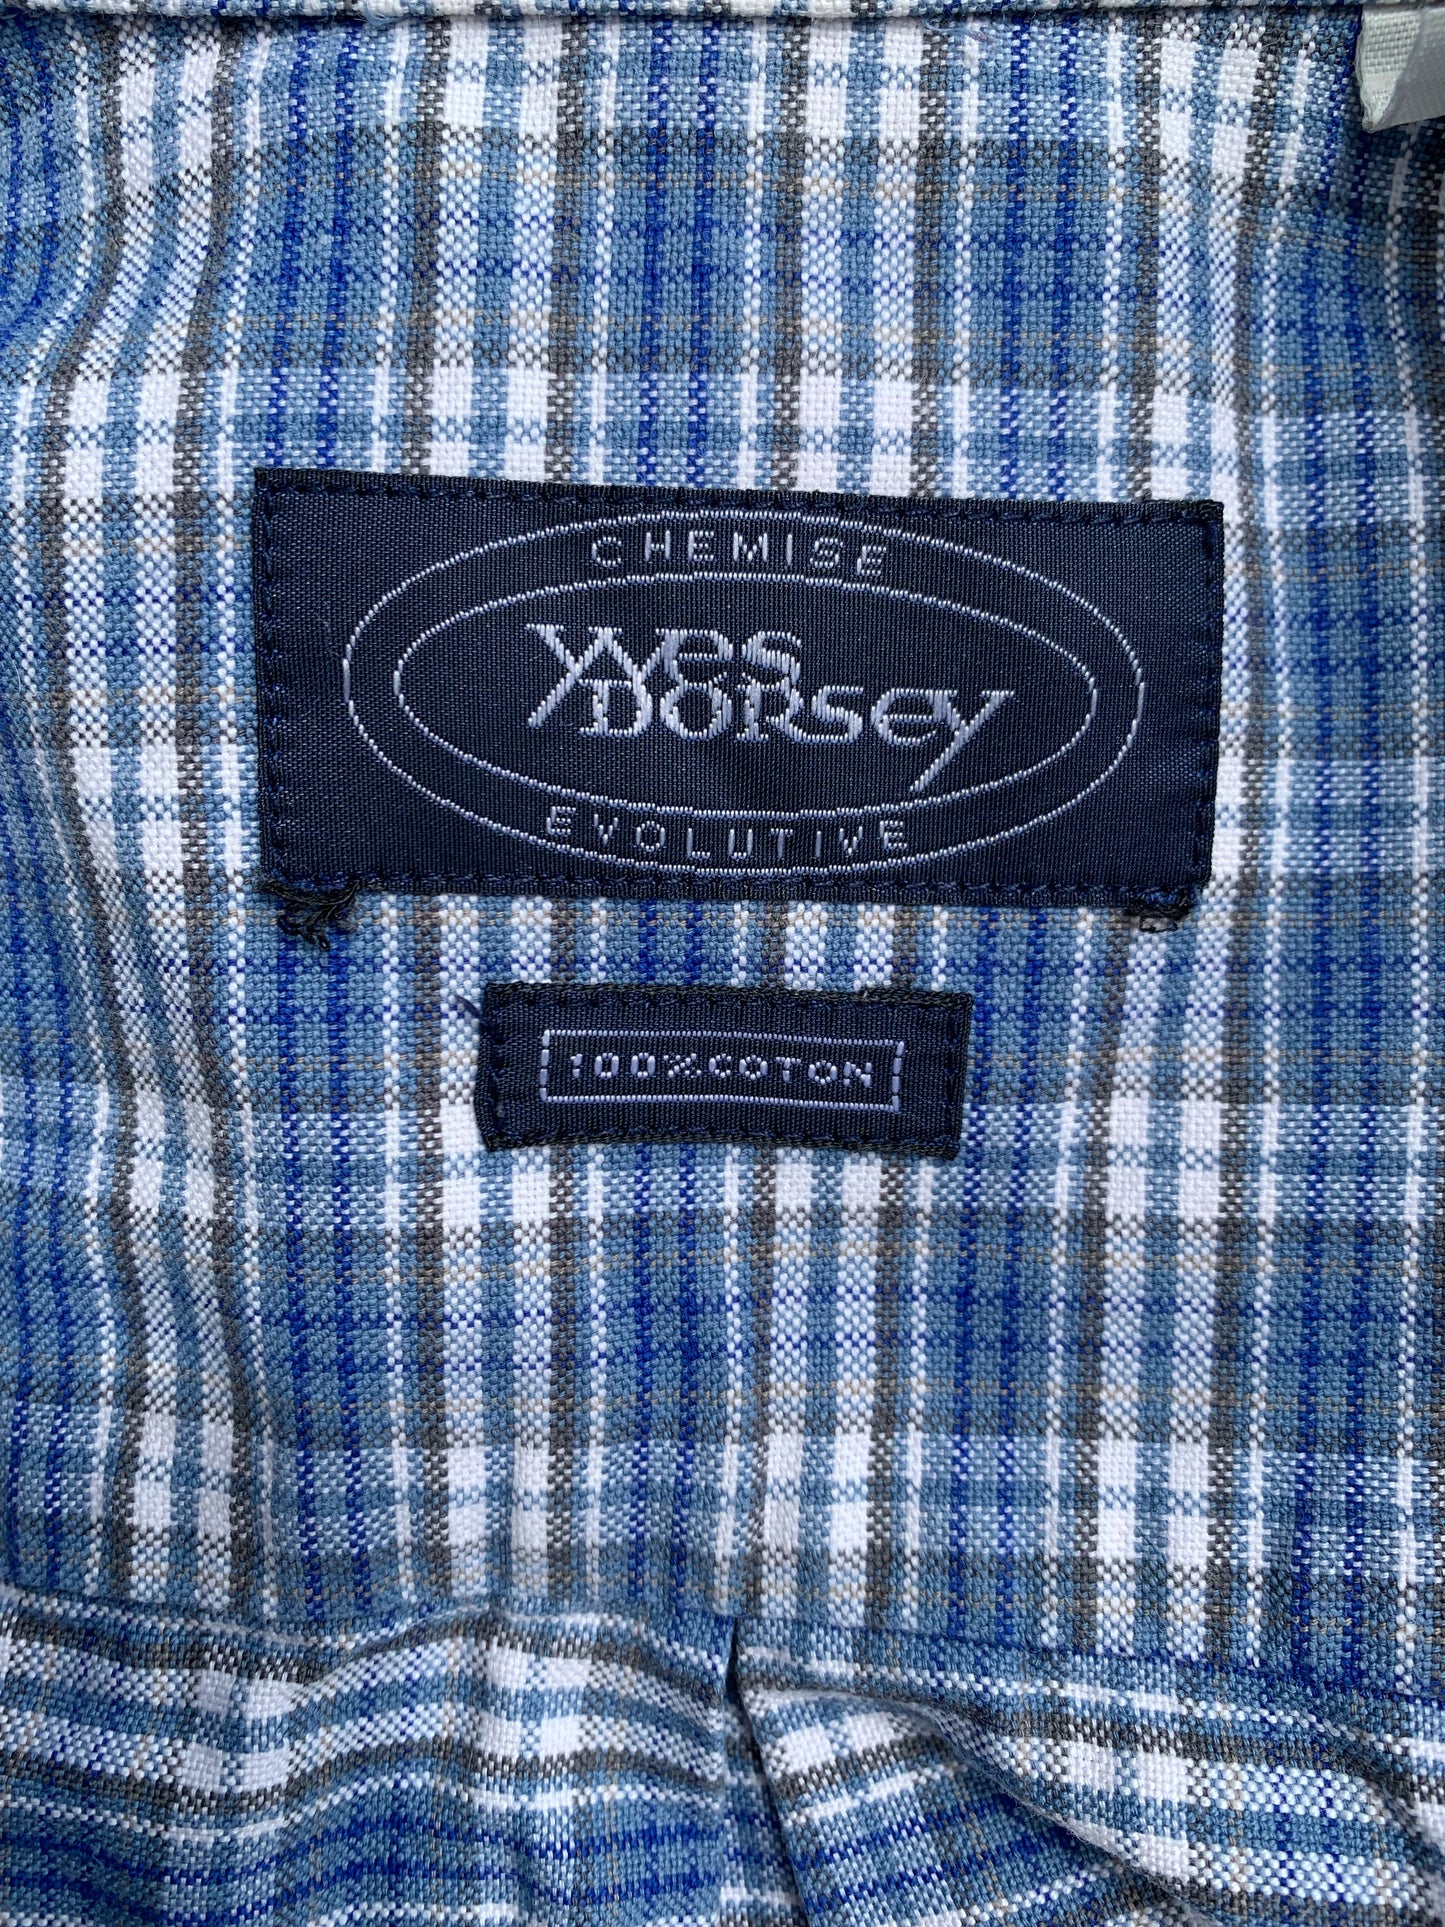 CHEMISE
YVES
DORSEY
EVOLUTIVE
100% COTON